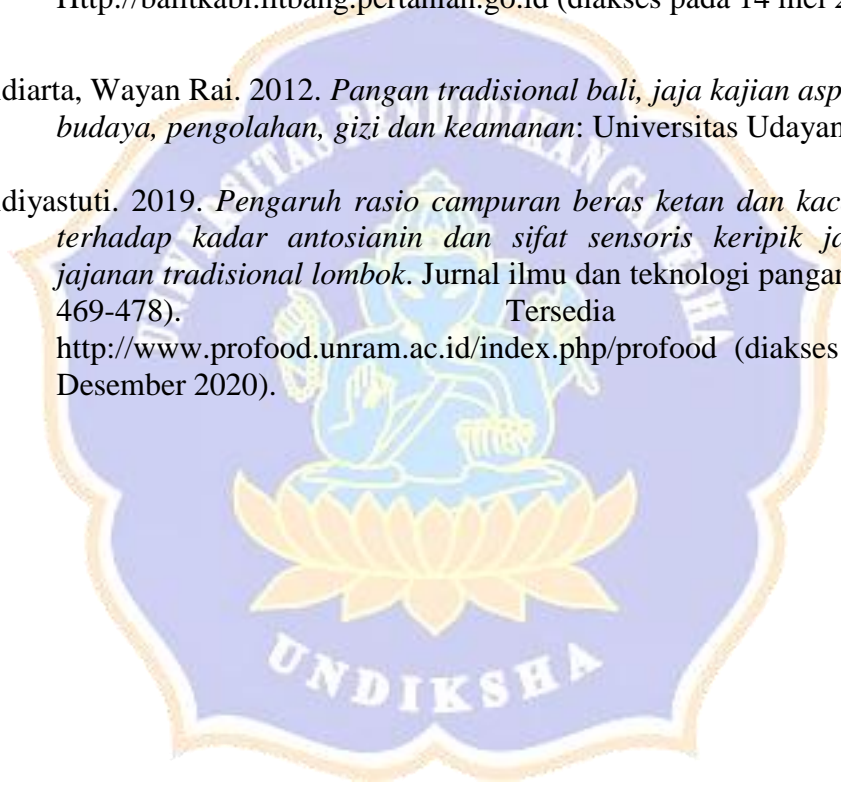 Http://balitkabi.litbang.pertanian.go.id (diakses pada 14 mei 2
diarta, Wayan Rai. 2012. Pangan tradisional bali, jaja kajian asp
budaya, pengolahan, gizi dan keamanan: Universitas Udayan
diyastuti. 2019. Pengaruh rasio campuran beras ketan dan kac
terhadap kadar antosianin dan sifat sensoris keripik ja
jajanan tradisional lombok. Jurnal ilmu dan teknologi pangan
469-478). Tersedia
http://www.profood.unram.ac.id/index.php/profood (diakses
Desember 2020).
UNIVERSITAS PENDIDIKAN GANESHA
UNDIKSHA